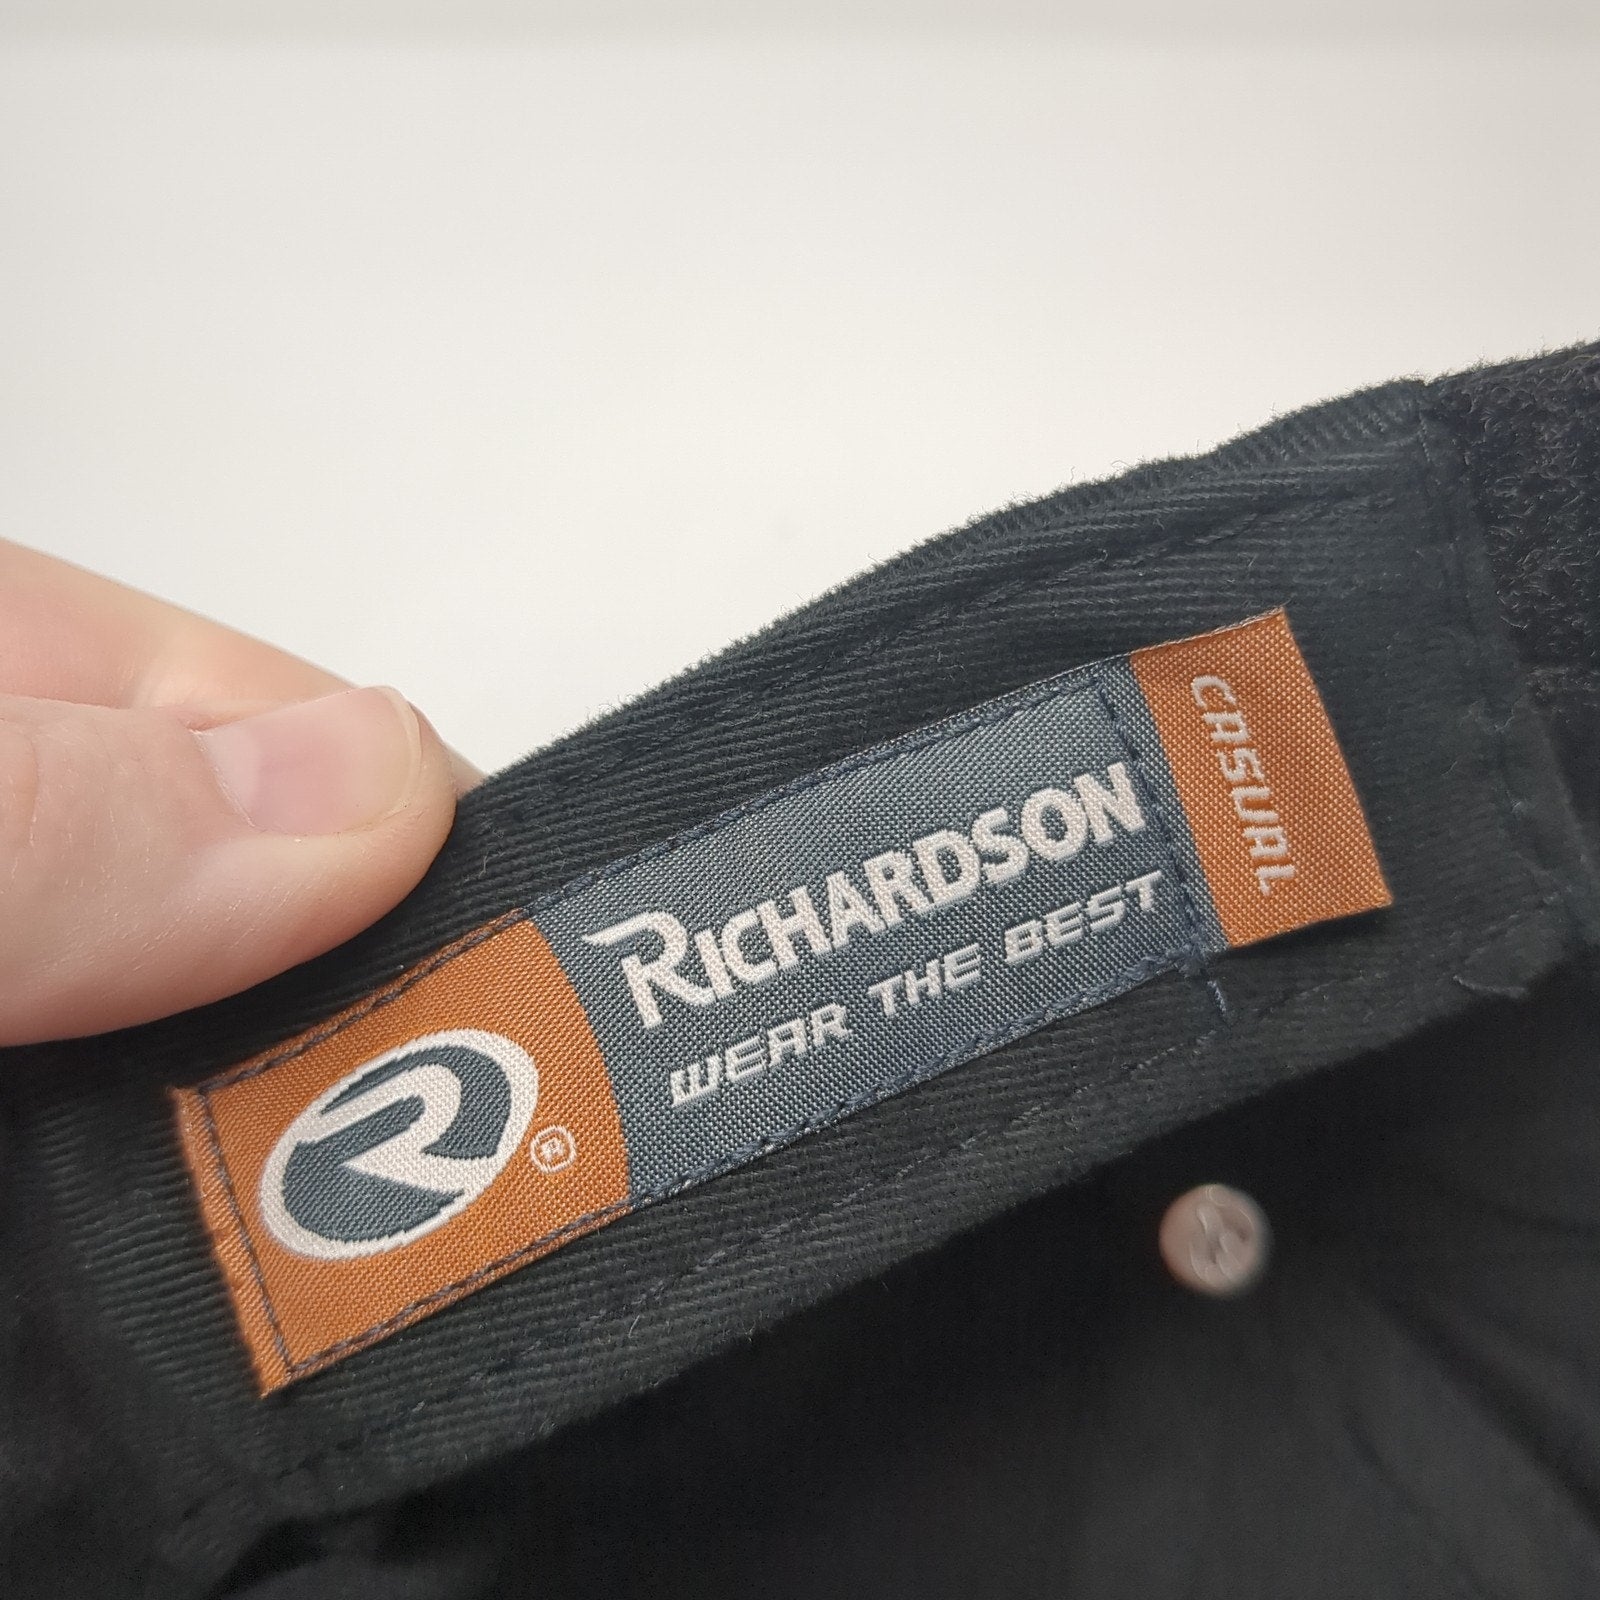 R®
RICHARDSON
WEAR THE BEST
CASUAL